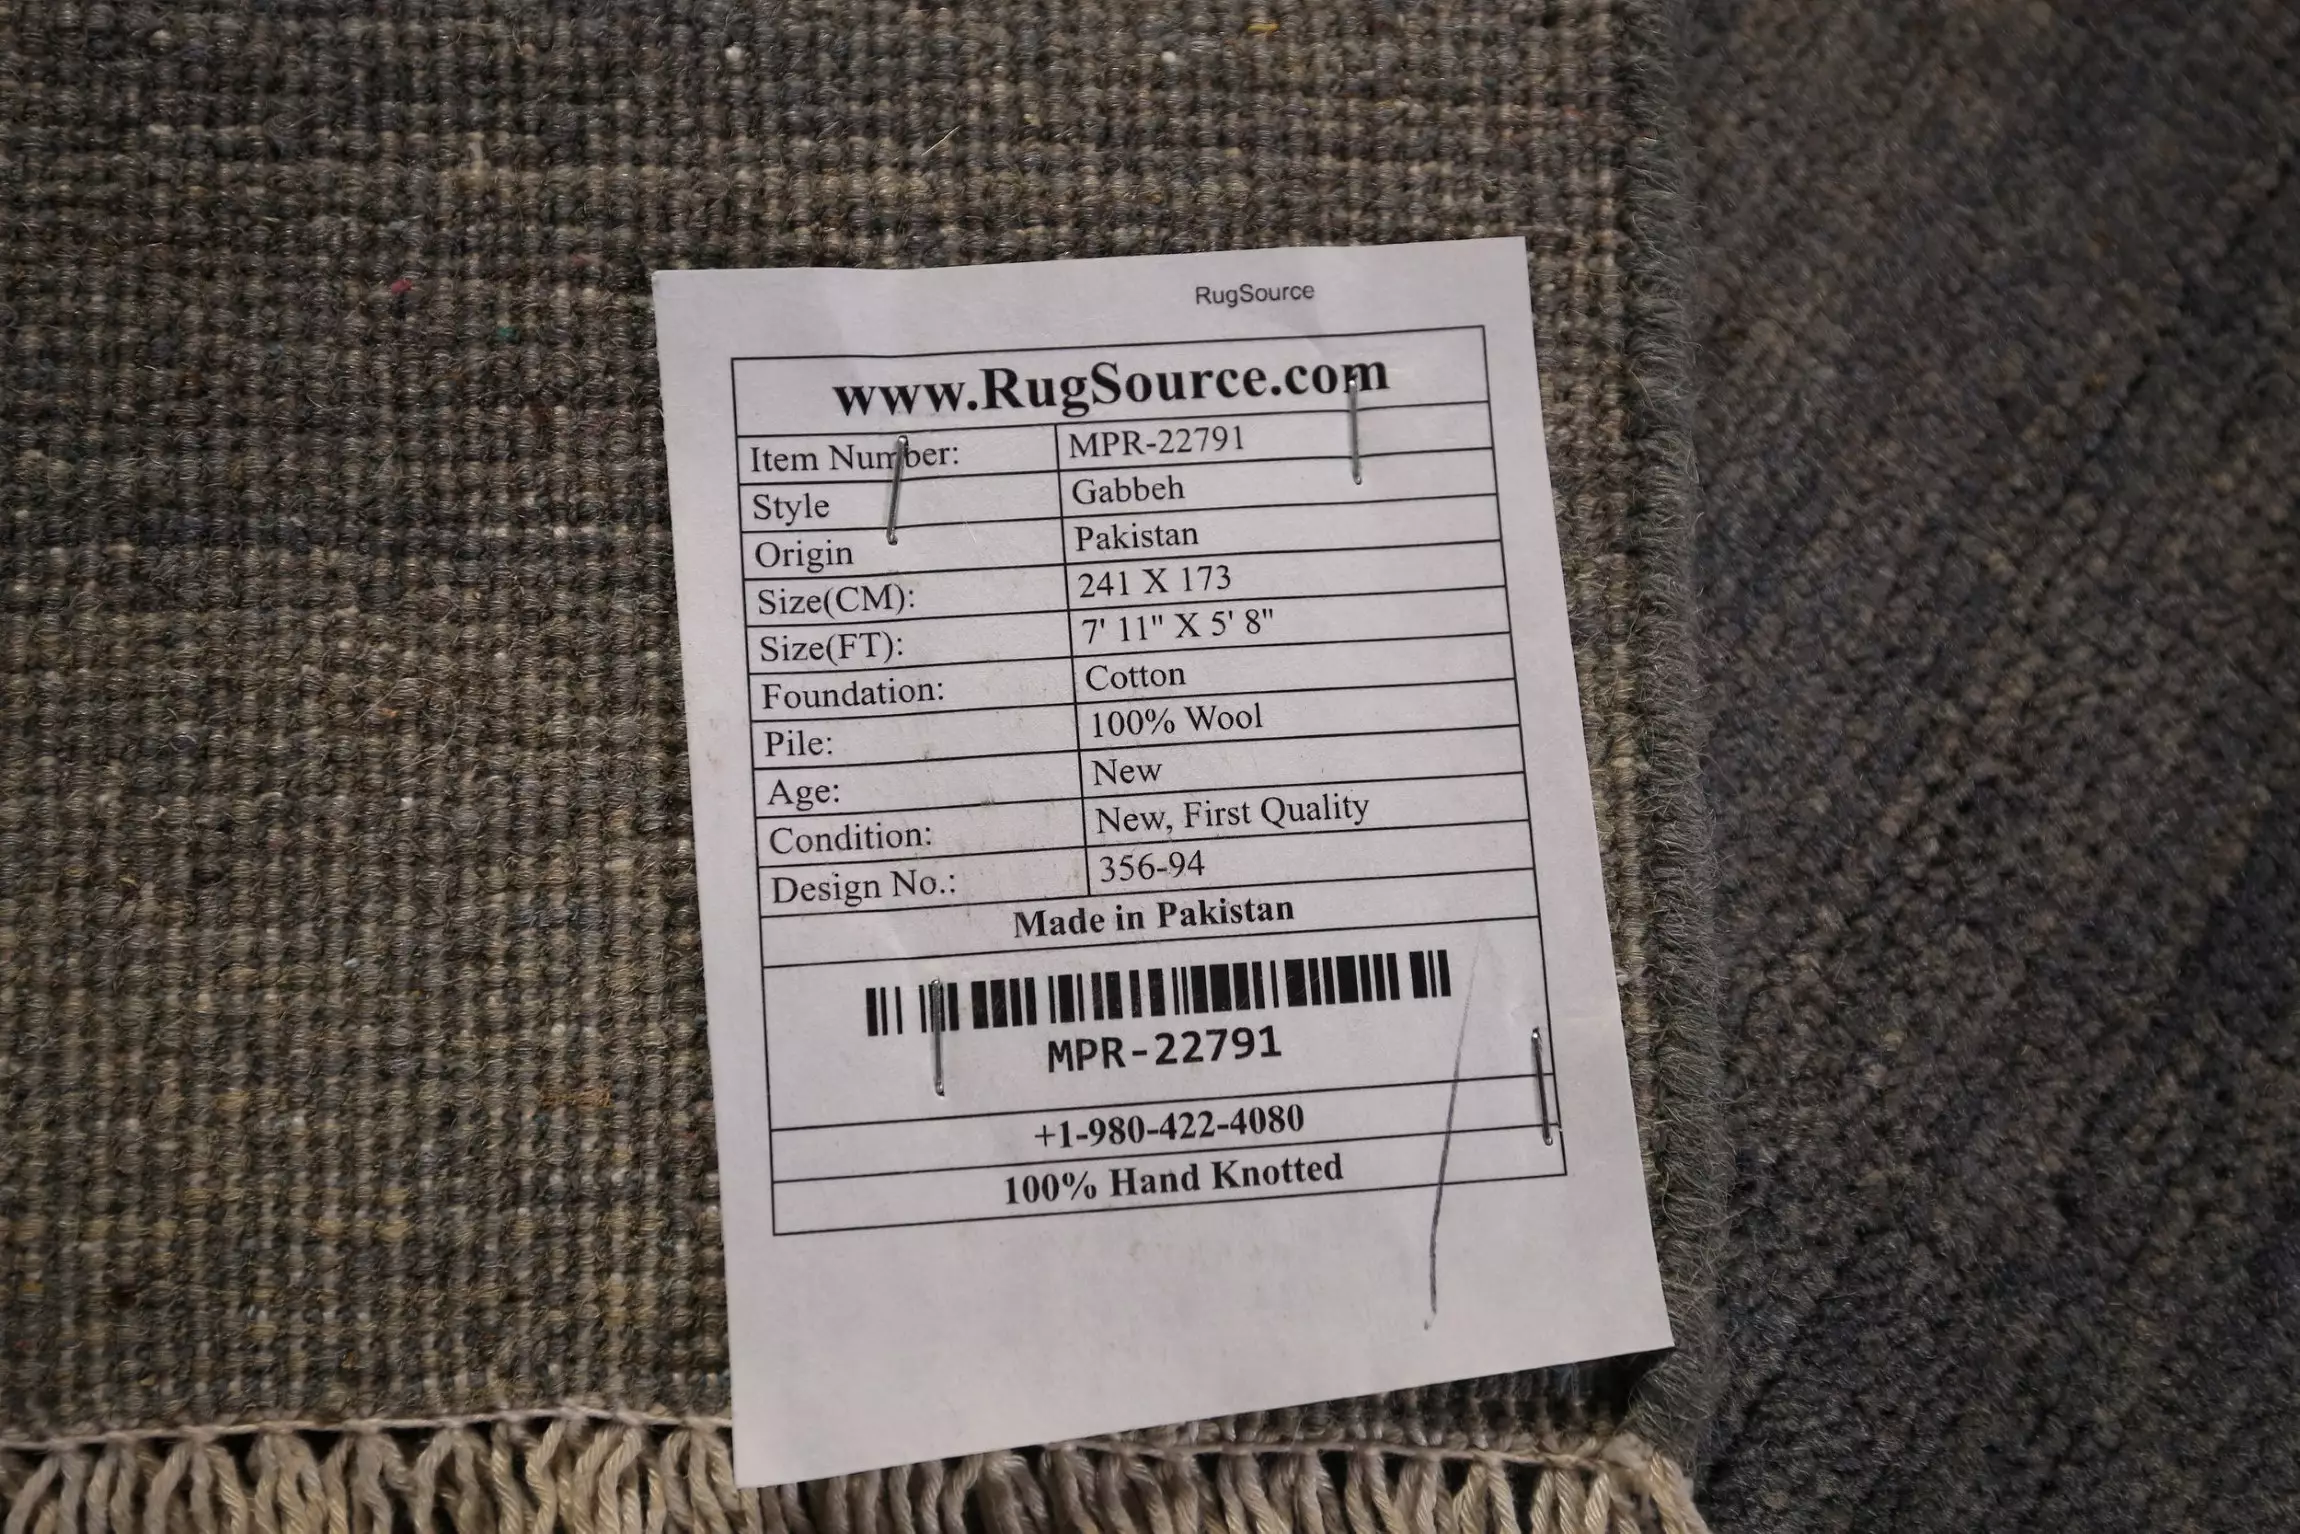 RugSource
www.RugSource.com
Item Number: MPR-22791
Style Gabbeh
Origin Pakistan
Size(CM): 241 X 173
Size(FT): 7' 11" X 5' 8"
Foundation: Cotton
Pile: 100% Wool
Age: New
Condition: New, First Quality
Design No.: 356-94
Made in Pakistan
MPR-22791
+1-980-422-4080
100% Hand Knotted